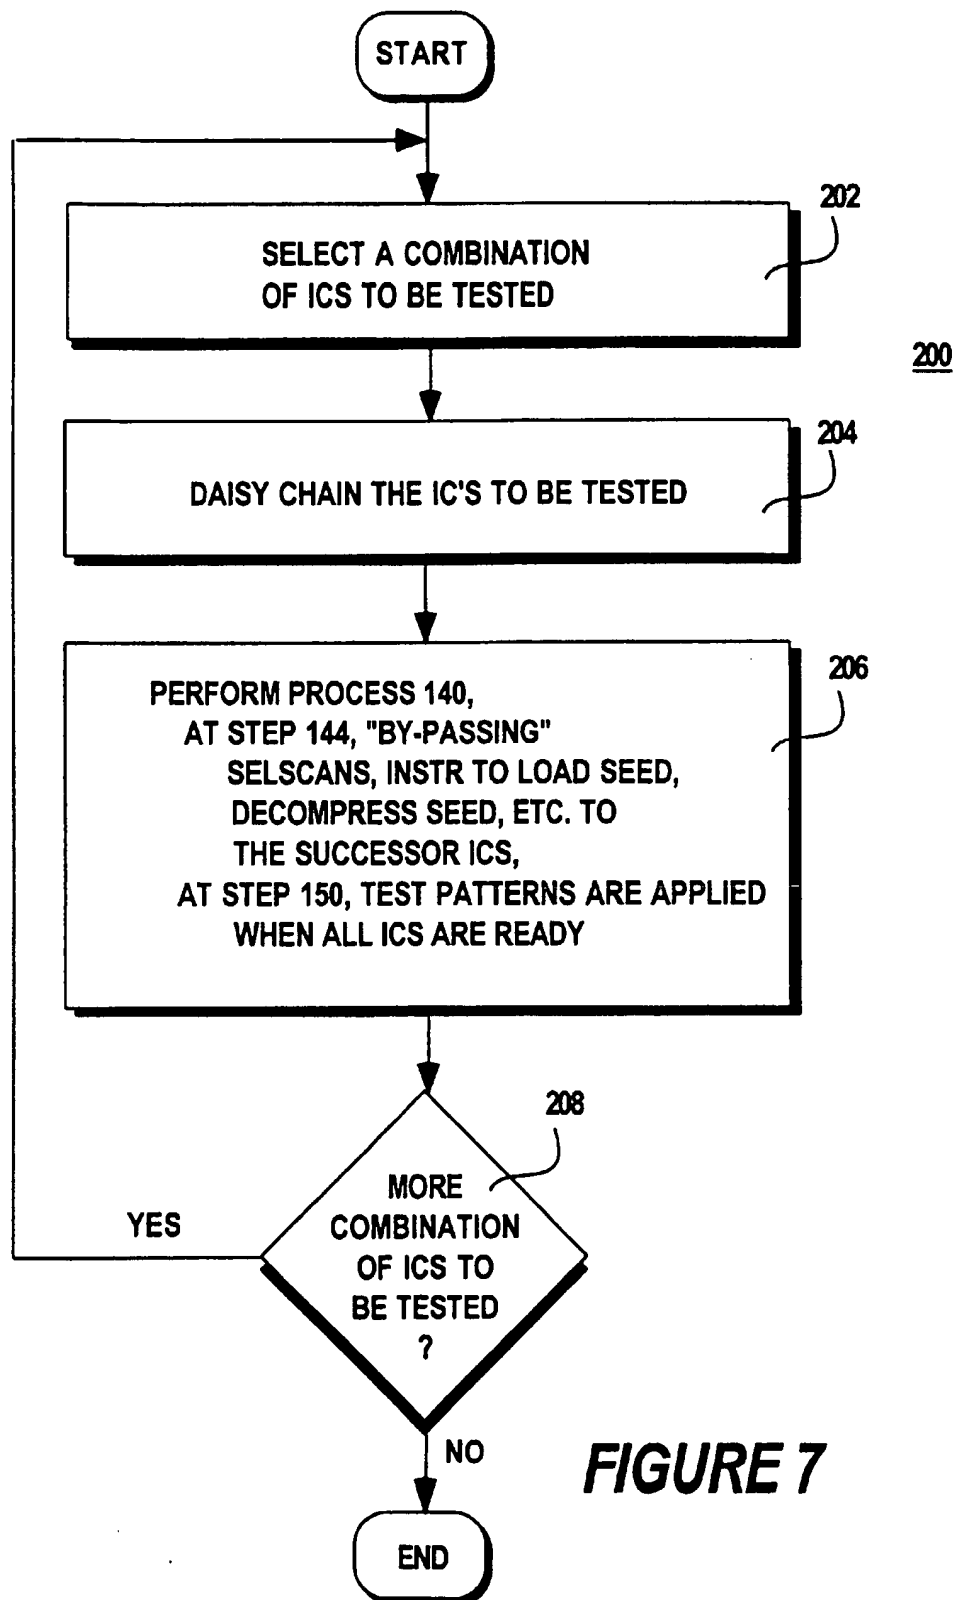 START
202
SELECT A COMBINATION
OF ICS TO BE TESTED
200
204
DAISY CHAIN THE IC'S TO BE TESTED
206
PERFORM PROCESS 140,
AT STEP 144, "BY-PASSING"
SELSCANS, INSTR TO LOAD SEED,
DECOMPRESS SEED, ETC. TO
THE SUCCESSOR ICS,
AT STEP 150, TEST PATTERNS ARE APPLIED
WHEN ALL ICS ARE READY
208
MORE
COMBINATION
OF ICS TO
BE TESTED
?
YES
NO
FIGURE 7
END